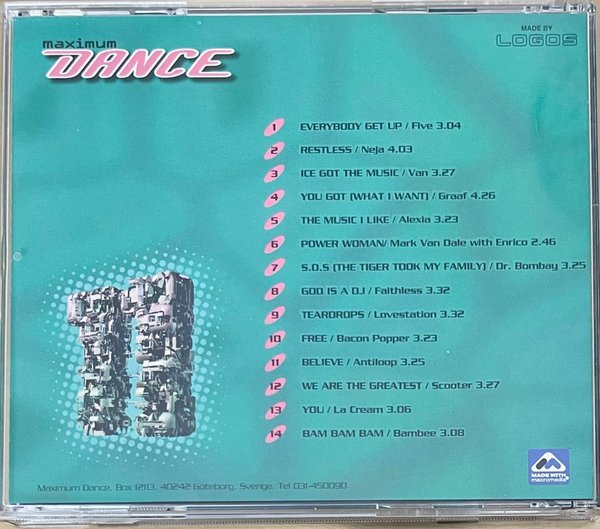 maximum
DANCE
MADE BY
LOGOS
1 EVERYBODY GET UP / Five 3.04
2 RESTLESS / Neja 4.03
3 ICE GOT THE MUSIC / Van 3.27
4 YOU GOT (WHAT I WANT) / Graaf 4.26
5 THE MUSIC I LIKE / Alexia 3.23
6 POWER WOMAN/ Mark Van Dale with Enrico 2.46
7 S.O.S (THE TIGER TOOK MY FAMILY) / Dr. Bombay 3.25
8 GOD IS A DJ / Faithless 3.32
9 TEARDROPS / Lovestation 3.32
10 FREE / Bacon Popper 3.23
11 BELIEVE / Antiloop 3.25
12 WE ARE THE GREATEST / Scooter 3.27
13 YOU / La Cream 3.06
14 BAM BAM BAM / Bambee 3.08
11
Maximum Dance, Box 12113, 40242 Göteborg, Sverige. Tel 031-450090
MADE WITH
macromedia